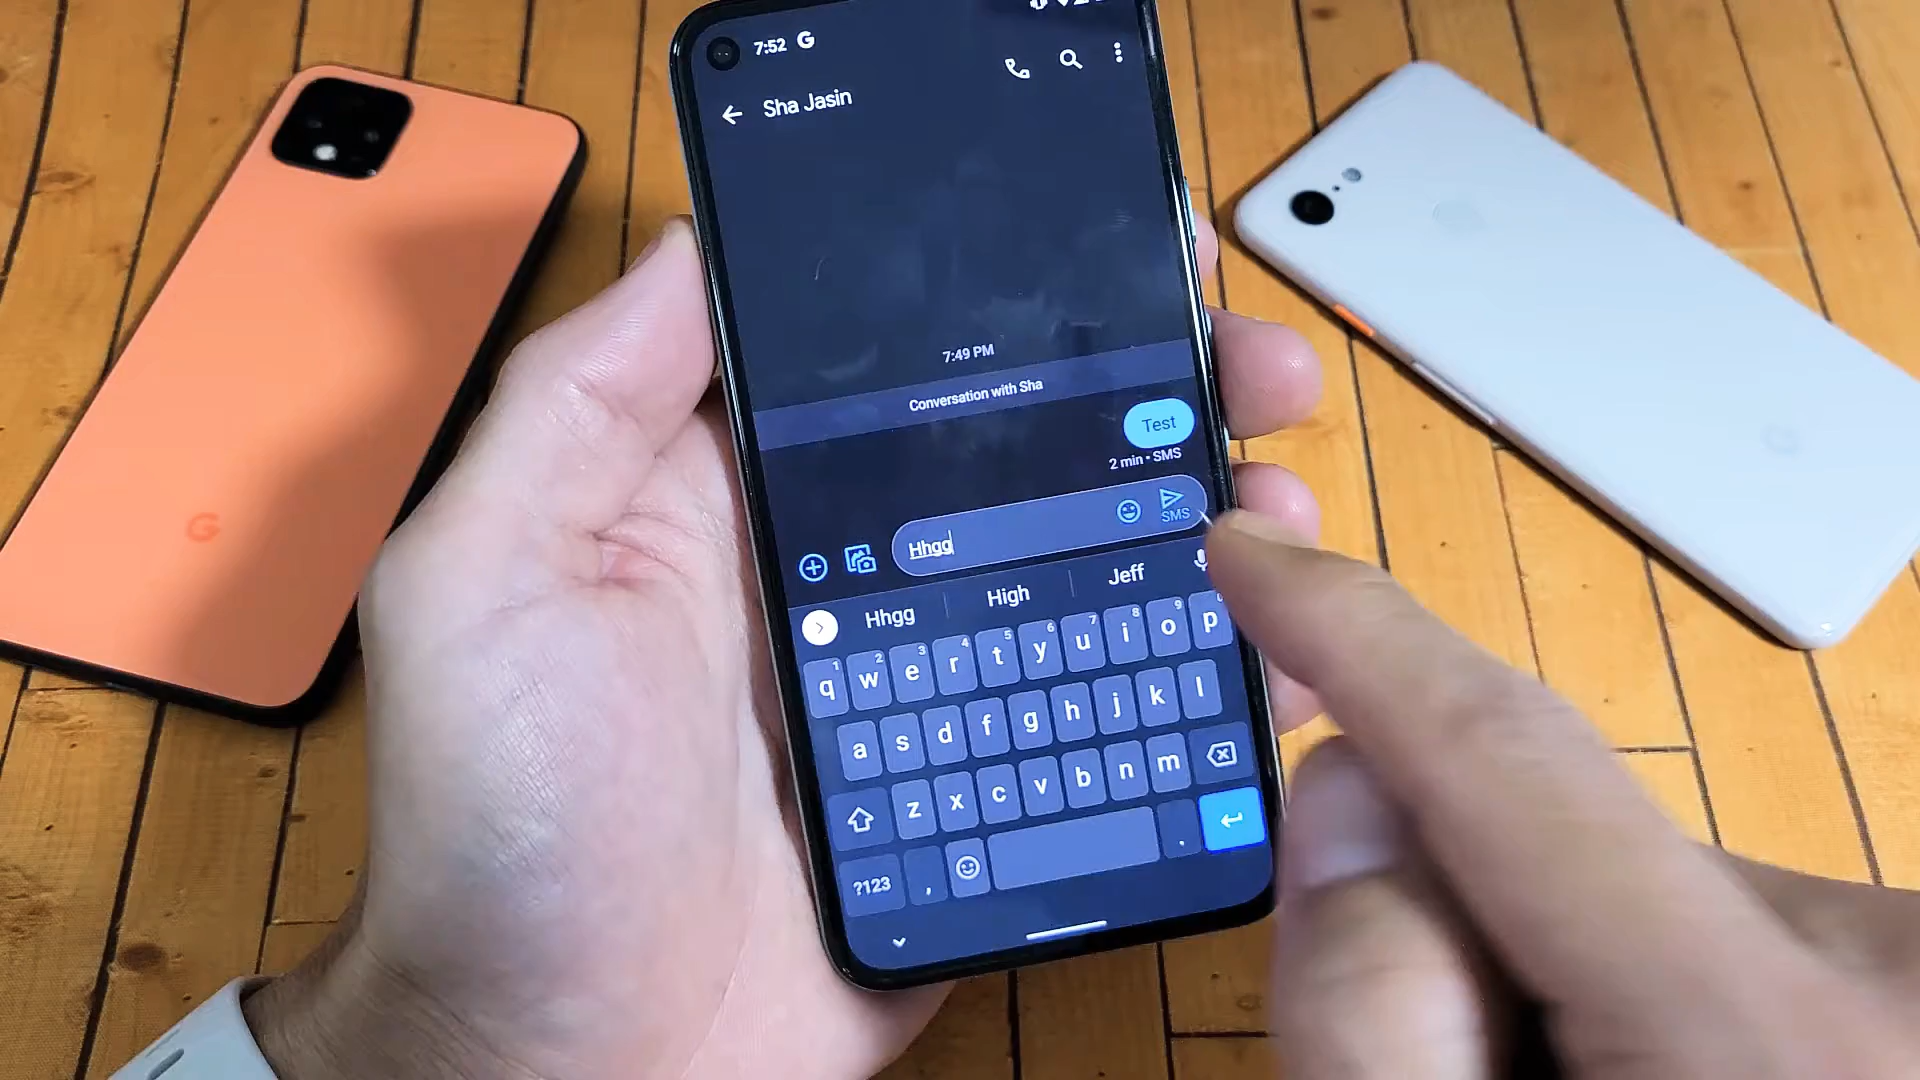 7:52 G
Sha Jasin
7:49 PM
Conversation with Sha
Test
2 min • SMS
Hhgg
SMS
Hhgg High Jeff
1 2 3 4 5 6 7 8 9
q w e r t y u i o p
a s d f g h j k l
z x c v b n m
?123 , .
G
G